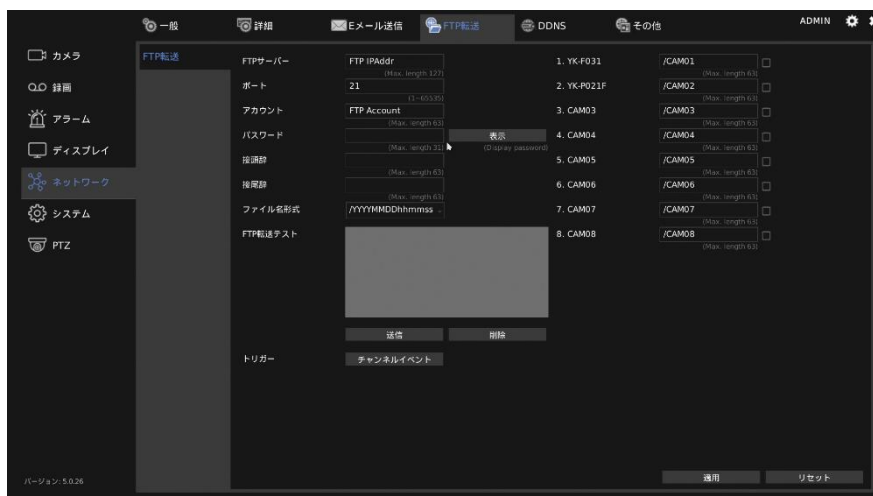 一般 詳細 Eメール送信 FTP転送 DDNS その他 ADMIN
カメラ
録画
アラーム
ディスプレイ
ネットワーク
システム
PTZ
FTP転送
FTPサーバー FTP IPAddr 1. YK-F031 /CAM01
(Max. length 127) (Max. length 63)
ポート 21 2. YK-P021F /CAM02
(1~65535) (Max. length 63)
アカウント FTP Account 3. CAM03 /CAM03
(Max. length 63) (Max. length 63)
パスワード 表示 4. CAM04 /CAM04
(Max. length 31) (Display password) (Max. length 63)
接頭辞 5. CAM05 /CAM05
(Max. length 63) (Max. length 63)
接尾辞 6. CAM06 /CAM06
(Max. length 63) (Max. length 63)
ファイル名形式 /YYYYMMDDhhmmss 7. CAM07 /CAM07
(Max. length 63)
FTP転送テスト 8. CAM08 /CAM08
(Max. length 63)
送信 削除
トリガー チャンネルイベント
バージョン: 5.0.26 適用 リセット